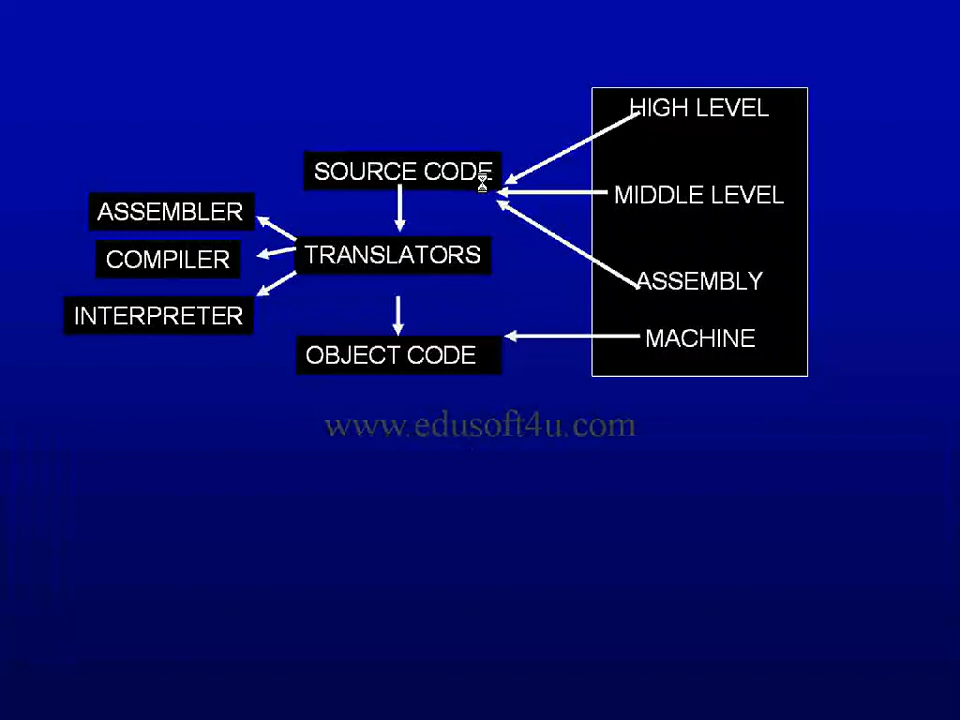 HIGH LEVEL
SOURCE CODE
MIDDLE LEVEL
ASSEMBLER
TRANSLATORS
COMPILER
ASSEMBLY
INTERPRETER
MACHINE
OBJECT CODE
www.edusoft4u.com